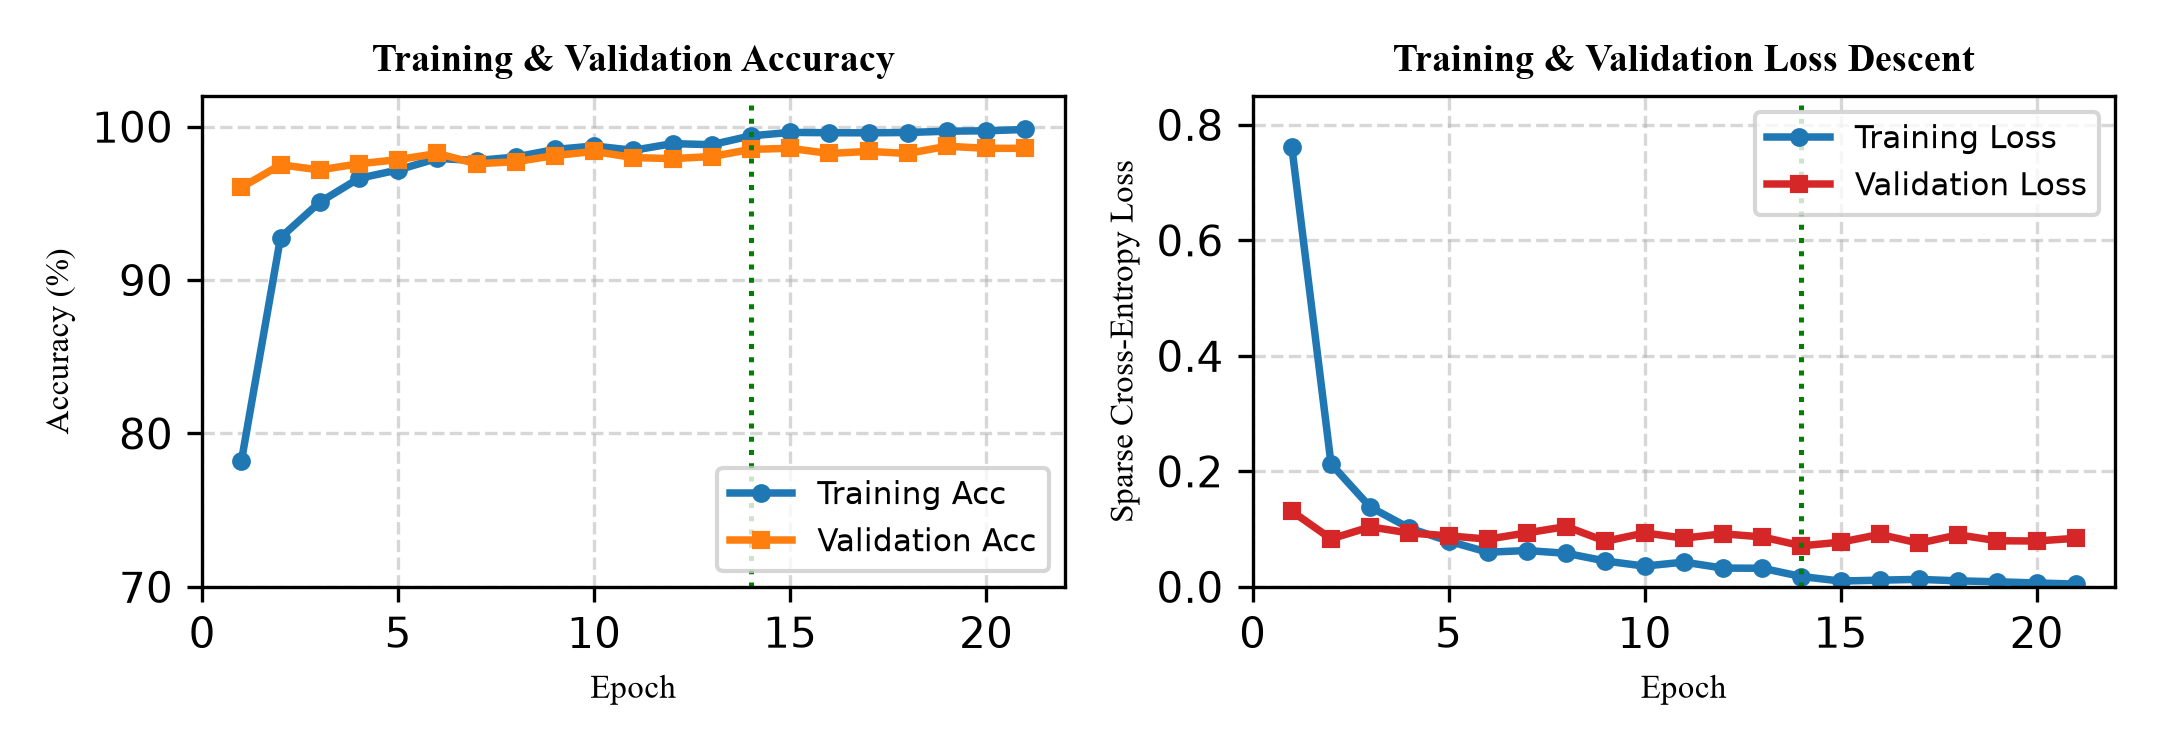 Training & Validation Accuracy
Accuracy (%)
100
90
80
70
0 5 10 15 20
Epoch
Training Acc
Validation Acc
Training & Validation Loss Descent
Sparse Cross-Entropy Loss
0.8
0.6
0.4
0.2
0.0
0 5 10 15 20
Epoch
Training Loss
Validation Loss